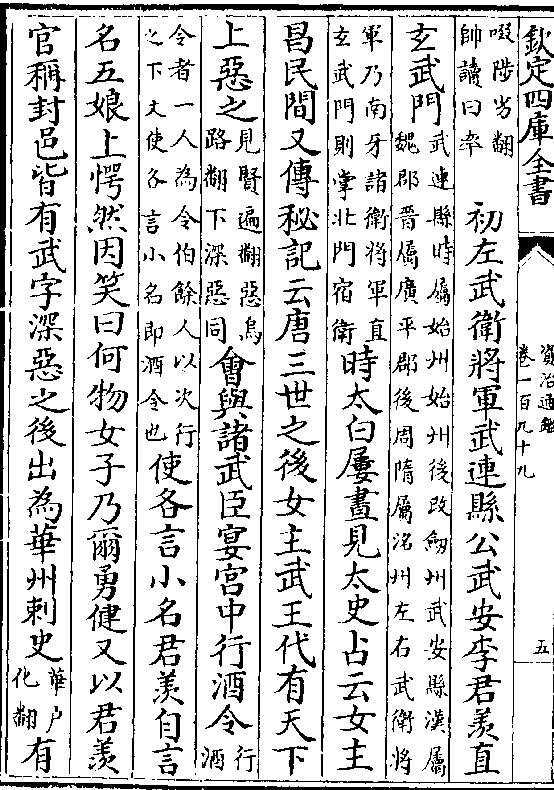 欽定四庫全書
資治通鑑
卷一百九十九
五
啜陟劣翻
帥讀曰率
初左武衛將軍武連縣公武安李君羨直
玄武門
武連縣時屬始州始州後改劒州武安縣漢屬
魏郡晉屬廣平郡後周隋屬洺州左右武衛將
軍乃南牙諸衛將軍直
玄武門則掌北門宿衛
時太白屢晝見太史占云女主
昌民間又傳秘記云唐三世之後女主武王代有天下
上惡之
見賢遍翻惡烏
路翻下深惡同
會與諸武臣宴宮中行酒令
行
酒
令者一人為令伯餘人以次行
之下文使各言小名即酒令也
使各言小名君羨自言
名五娘上愕然因笑曰何物女子乃爾勇健又以君羨
官稱封邑皆有武字深惡之後出為華州刺史
華户
化翻
有